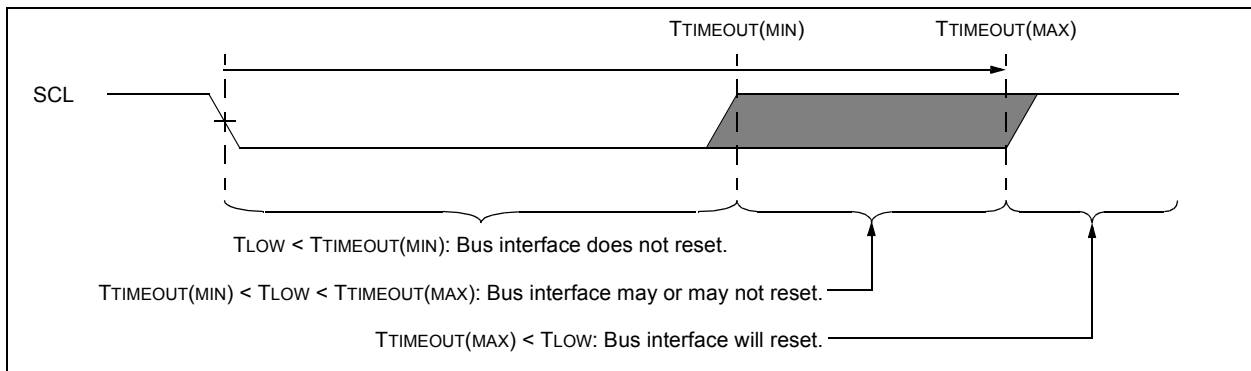 TTIMEOUT(MIN) TTIMEOUT(MAX)
SCL
TLOW < TTIMEOUT(MIN): Bus interface does not reset.
TTIMEOUT(MIN) < TLOW < TTIMEOUT(MAX): Bus interface may or may not reset.
TTIMEOUT(MAX) < TLOW: Bus interface will reset.